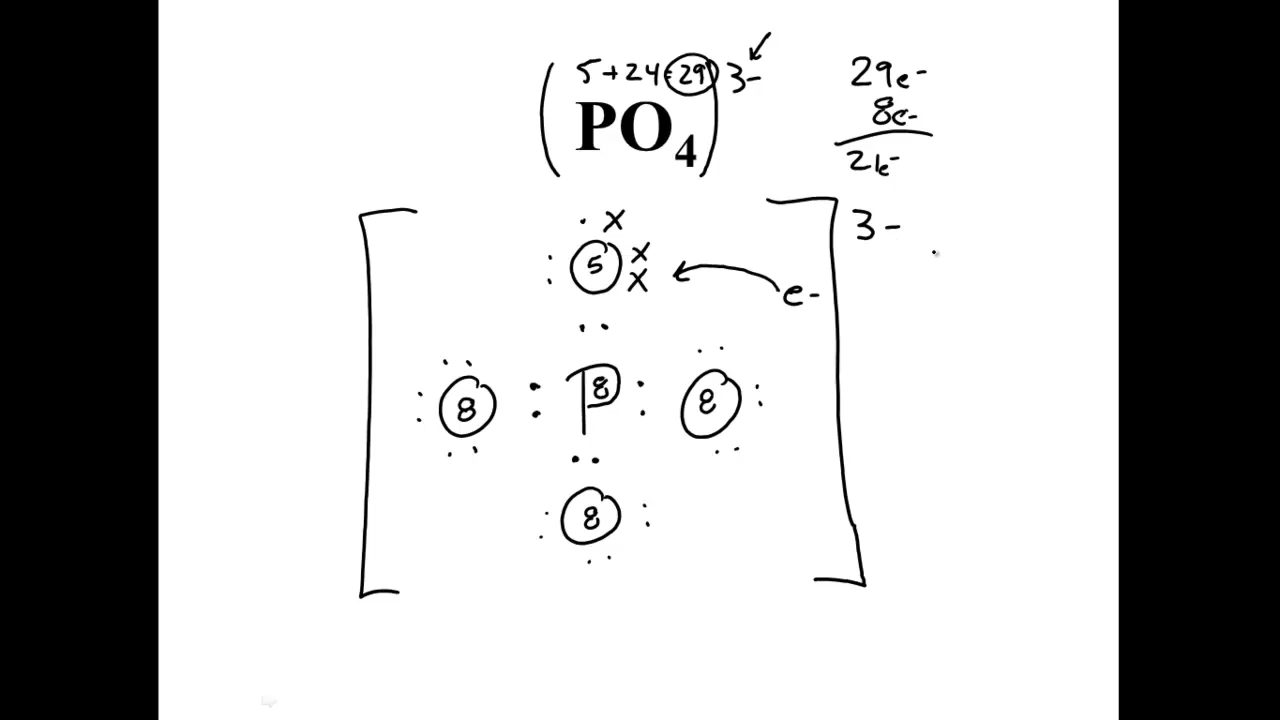 5+24=29 3-
PO4
29e-
8e-
21e-
3-
x
5 x
x
e-
8 P 8 8
8